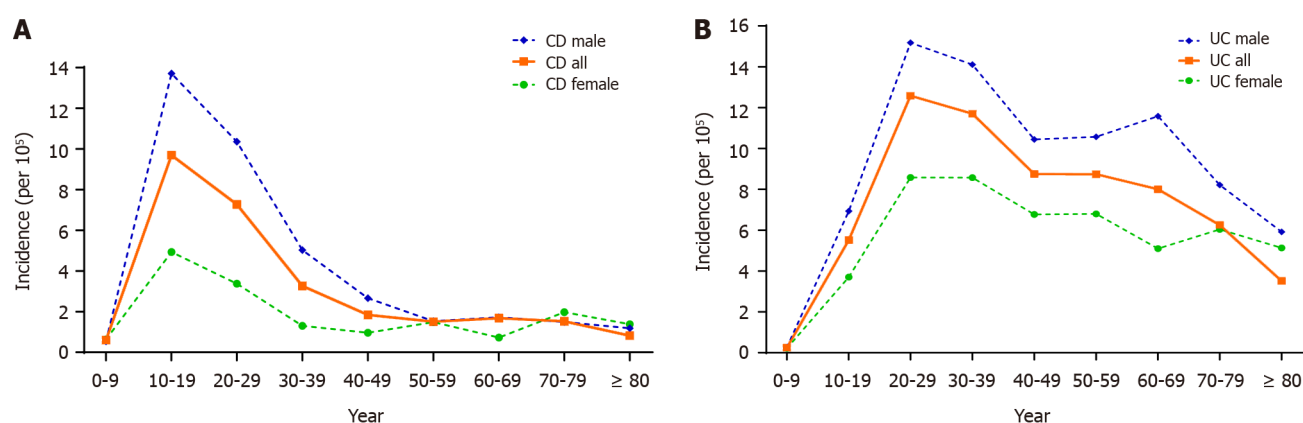 A
CD male
CD all
CD female
14
12
10
8
6
4
2
0
Incidence (per 10⁵)
0-9 10-19 20-29 30-39 40-49 50-59 60-69 70-79 ≥ 80
Year
B
UC male
UC all
UC female
16
14
12
10
8
6
4
2
0
Incidence (per 10⁵)
0-9 10-19 20-29 30-39 40-49 50-59 60-69 70-79 ≥ 80
Year